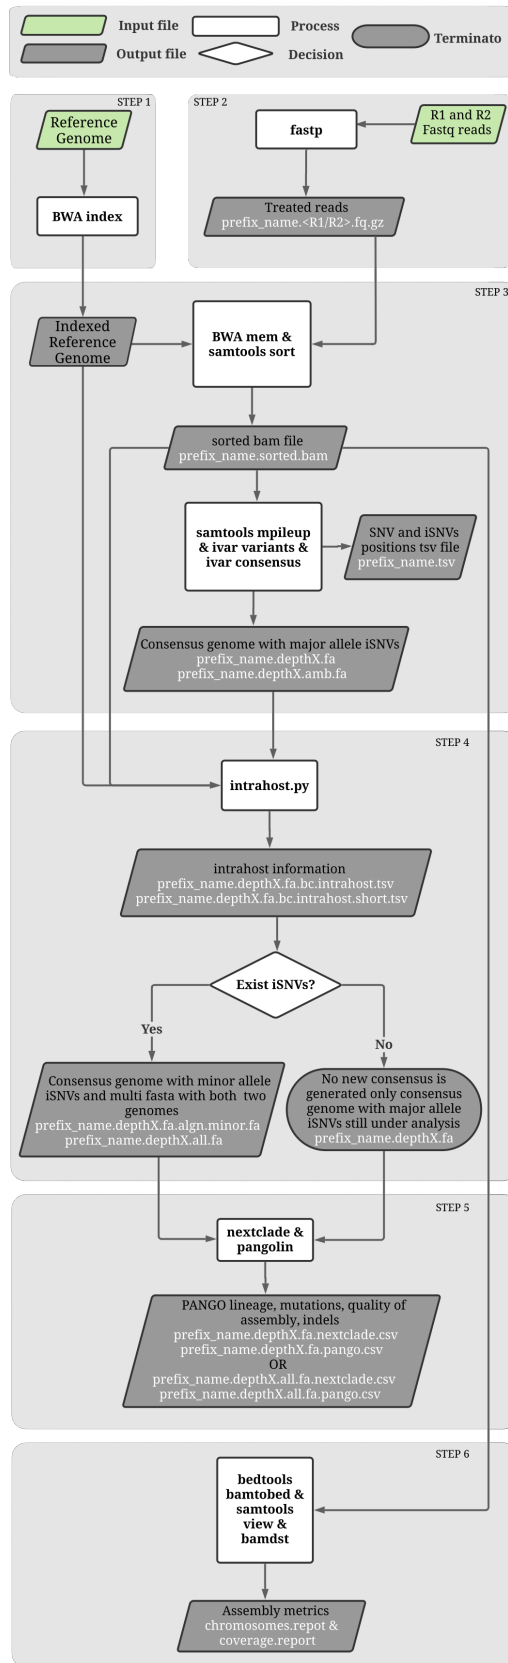 Input file
Process
Terminato
Output file
Decision
STEP 1
Reference
Genome
BWA index
STEP 2
R1 and R2
Fastq reads
fastp
Treated reads
prefix_name.<R1/R2>.fq.gz
STEP 3
Indexed
Reference
Genome
BWA mem &
samtools sort
sorted bam file
prefix_name.sorted.bam
samtools mpileup
& ivar variants &
ivar consensus
SNV and iSNVs
positions tsv file
prefix_name.tsv
Consensus genome with major allele iSNVs
prefix_name.depthX.fa
prefix_name.depthX.amb.fa
STEP 4
intrahost.py
intrahost information
prefix_name.depthX.fa.bc.intrahost.tsv
prefix_name.depthX.fa.bc.intrahost.short.tsv
Exist iSNVs?
Yes
No
Consensus genome with minor allele
iSNVs and multi fasta with both two
genomes
prefix_name.depthX.fa.algn.minor.fa
prefix_name.depthX.all.fa
No new consensus is
generated only consensus
genome with major allele
iSNVs still under analysis
prefix_name.depthX.fa
STEP 5
nextclade &
pangolin
PANGO lineage, mutations, quality of
assembly, indels
prefix_name.depthX.fa.nextclade.csv
prefix_name.depthX.fa.pango.csv
OR
prefix_name.depthX.all.fa.nextclade.csv
prefix_name.depthX.all.fa.pango.csv
STEP 6
bedtools
bamtobed &
samtools
view &
bamdst
Assembly metrics
chromosomes.repot &
coverage.report